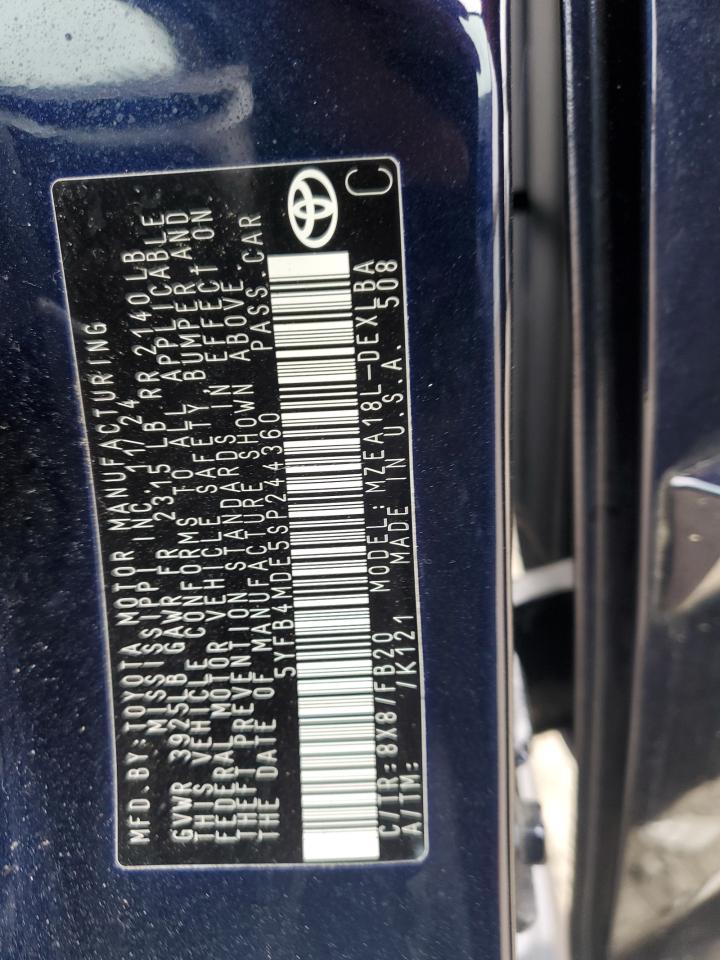 MFD.BY:TOYOTA MOTOR MANUFACTURING
MISSISSIPPI INC.11/24
GVWR 3925LB GAWR FR 2315 LB RR 2140 LB
THIS VEHICLE CONFORMS TO ALL APPLICABLE
FEDERAL MOTOR VEHICLE SAFETY BUMPER AND
THEFT PREVENTION STANDARDS IN EFFECT ON
THE DATE OF MANUFACTURE SHOWN ABOVE.
5YFB4MDE5SP244360 PASS.CAR
C/TR:8X8/FB20 MODEL:MZEA18L-DEXLBA
A/TM: /K121 MADE IN U.S.A. 508
C